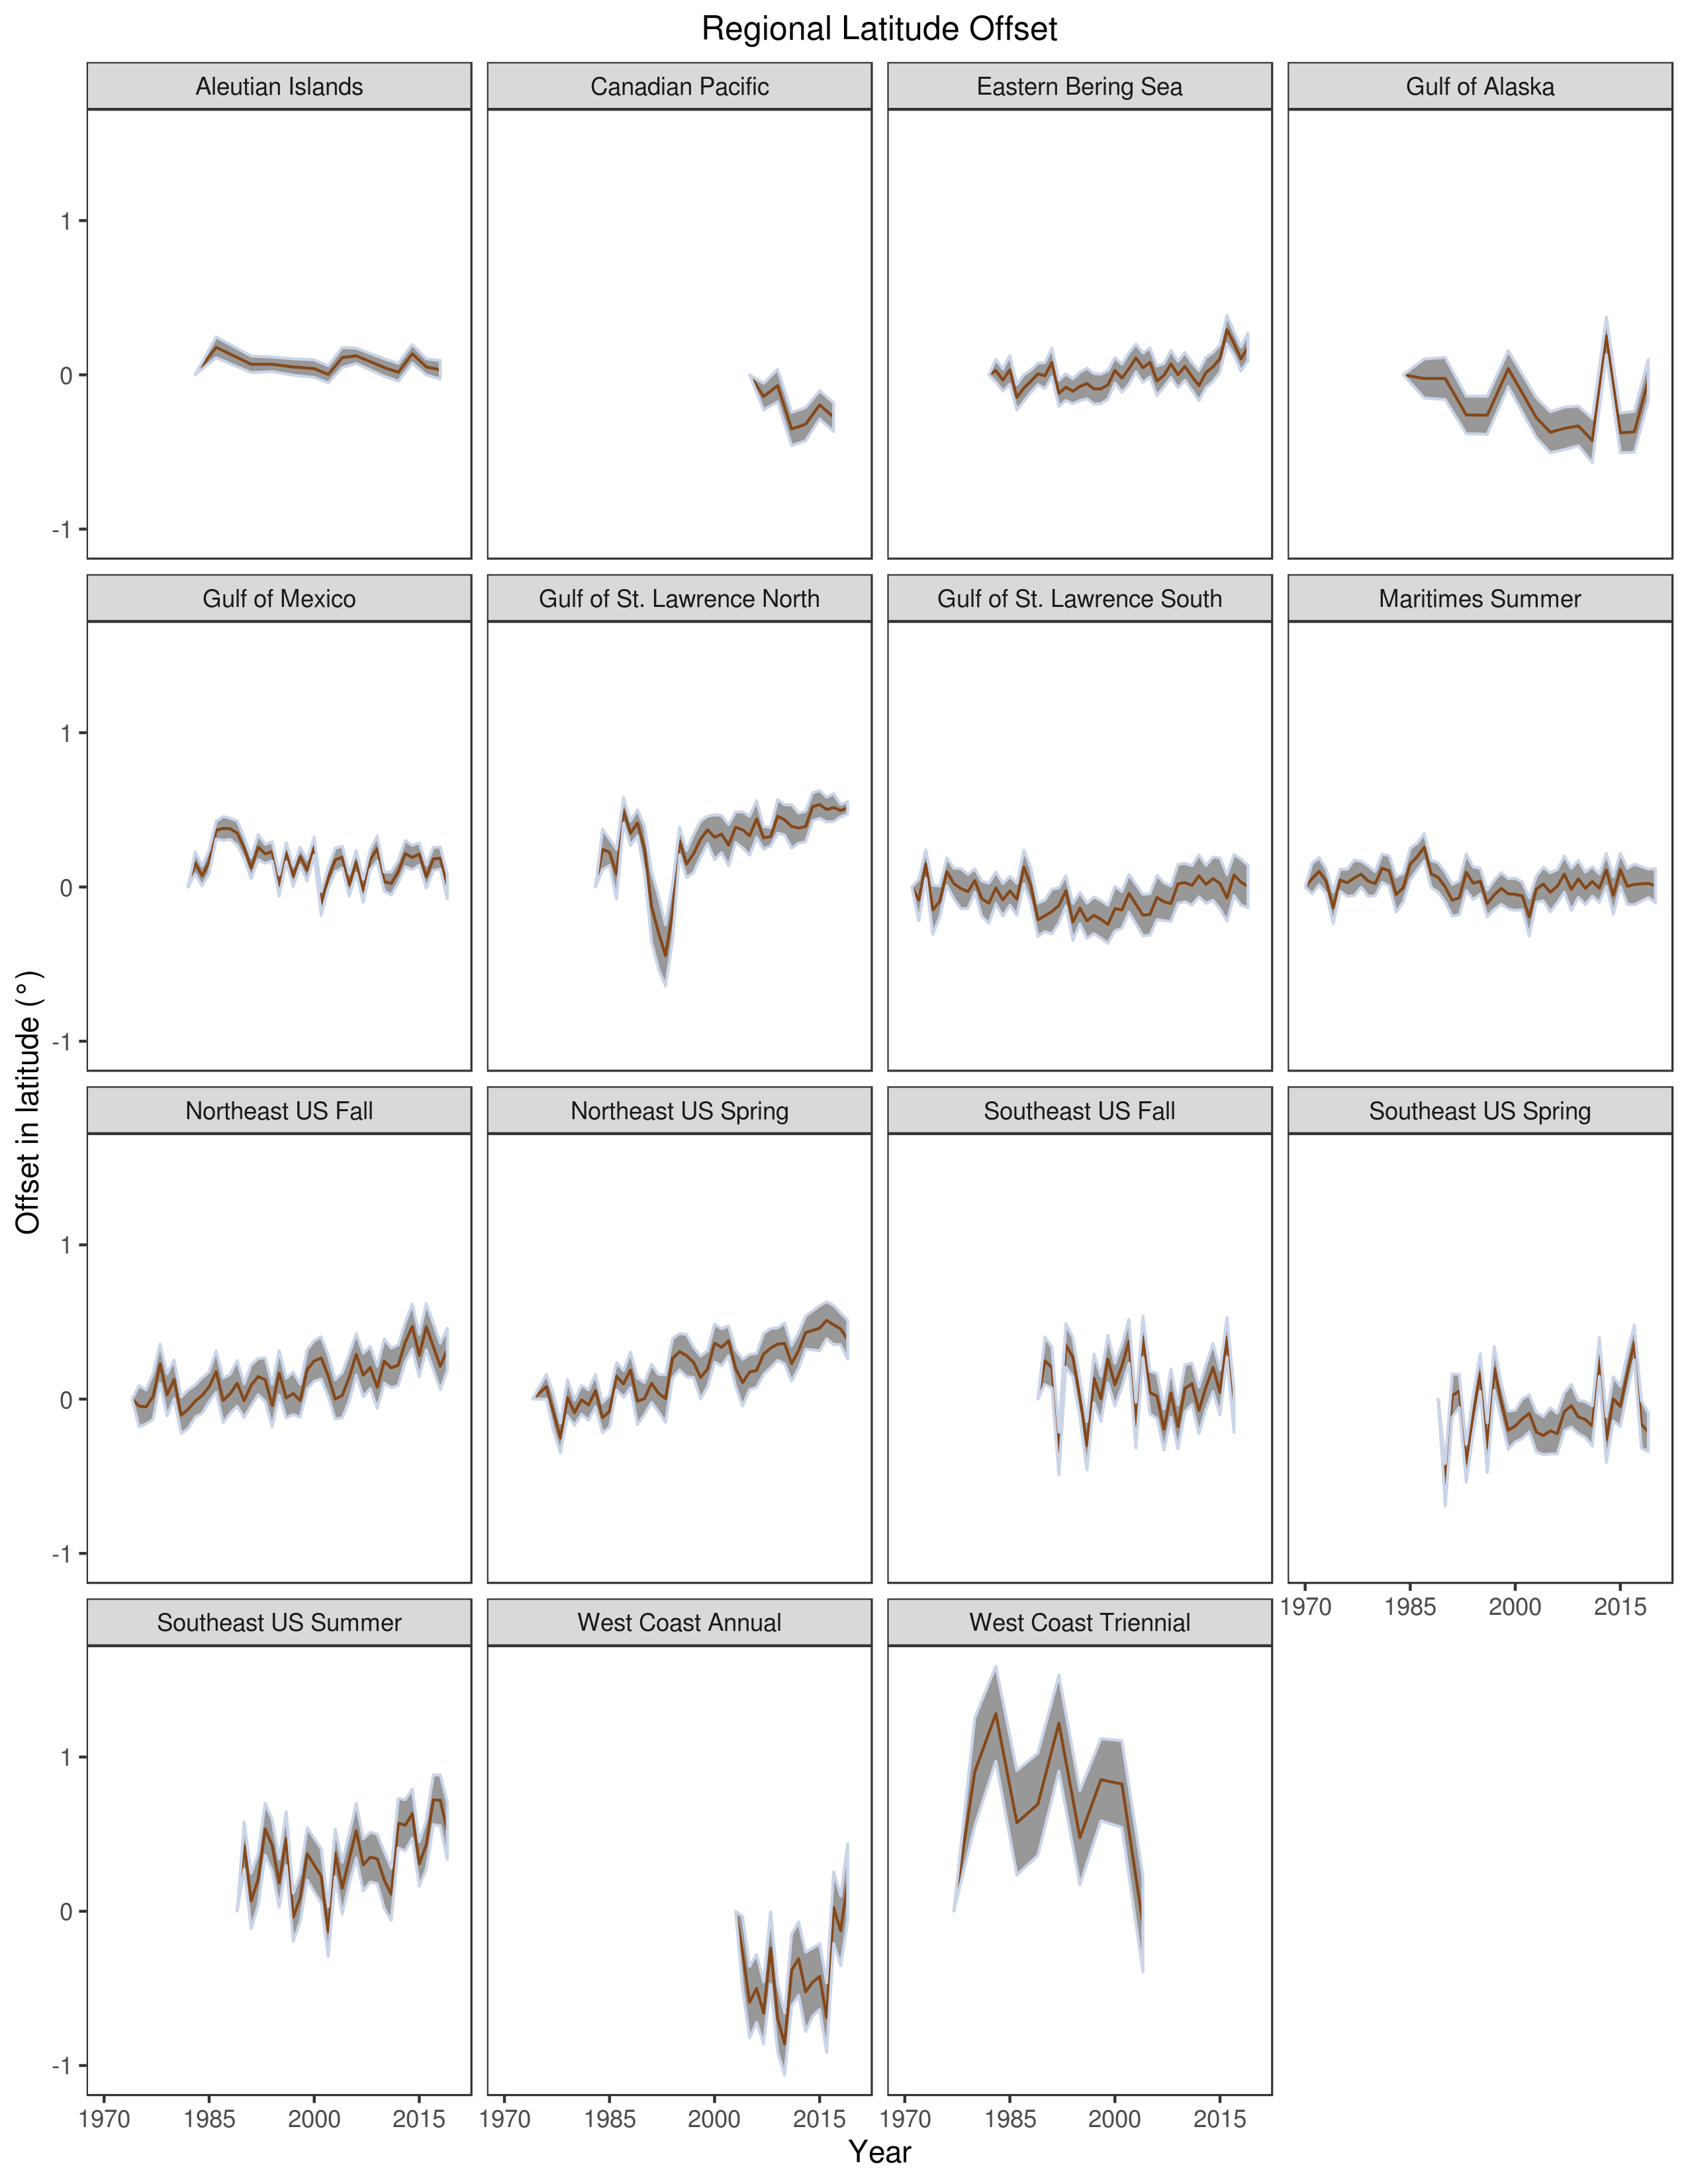 Regional Latitude Offset
Aleutian Islands
Canadian Pacific
Eastern Bering Sea
Gulf of Alaska
1
0
-1
Gulf of Mexico
Gulf of St. Lawrence North
Gulf of St. Lawrence South
Maritimes Summer
1
0
-1
Offset in latitude (°)
Northeast US Fall
Northeast US Spring
Southeast US Fall
Southeast US Spring
1
0
-1
1970 1985 2000 2015
Southeast US Summer
West Coast Annual
West Coast Triennial
1
0
-1
1970 1985 2000 2015
1970 1985 2000 2015
1970 1985 2000 2015
Year